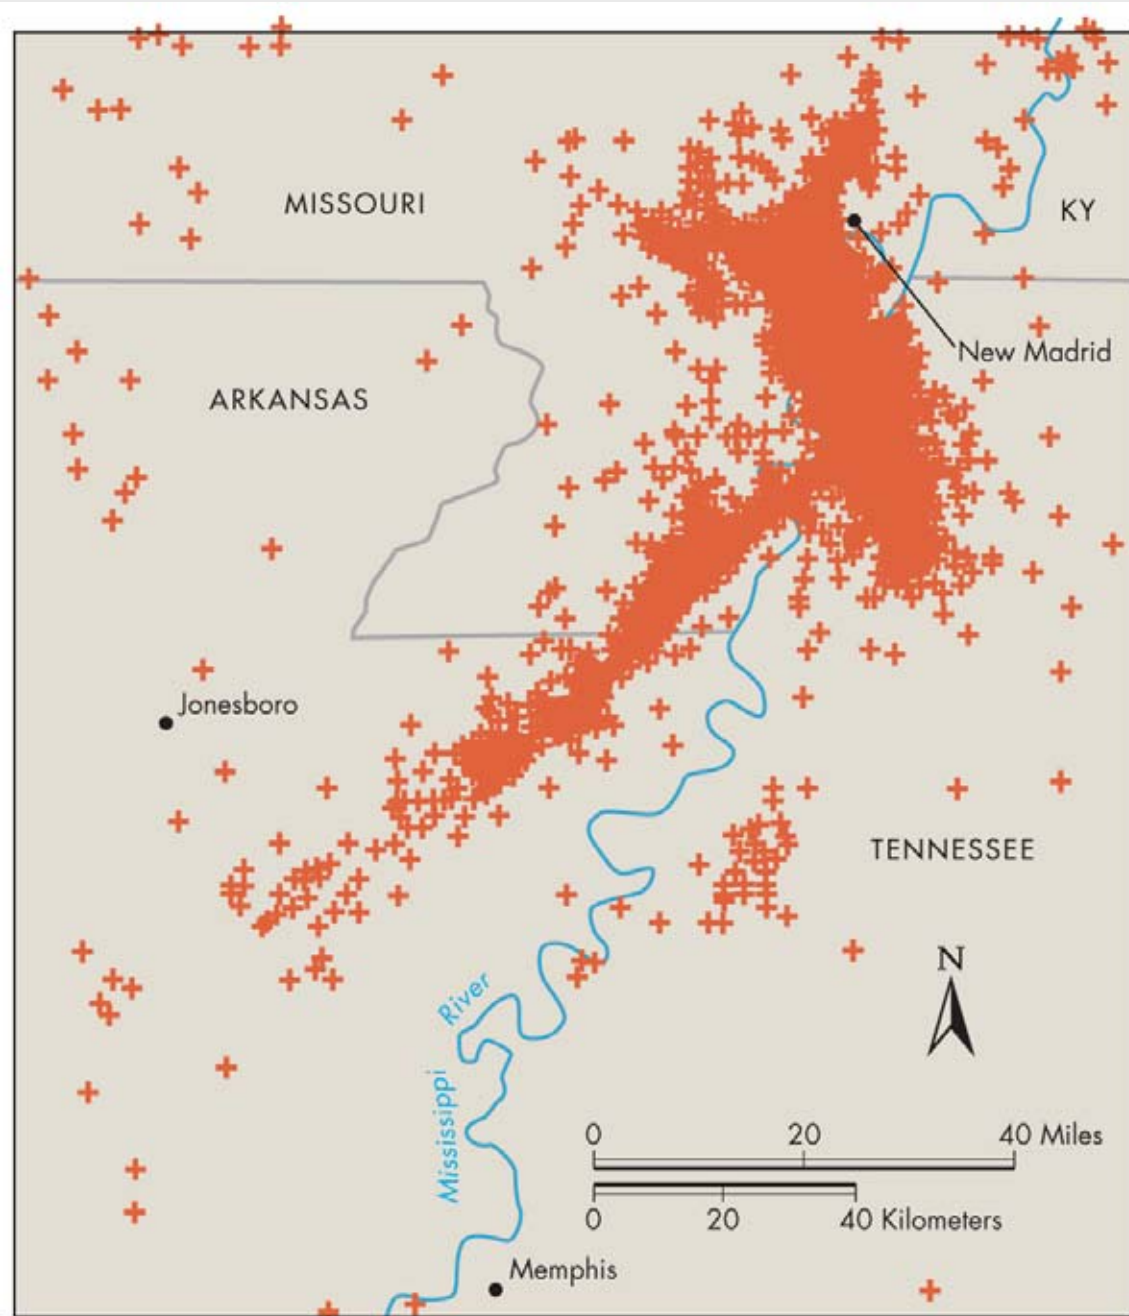 MISSOURI
KY
New Madrid
ARKANSAS
Jonesboro
TENNESSEE
N
Mississippi River
0 20 40 Miles
0 20 40 Kilometers
Memphis